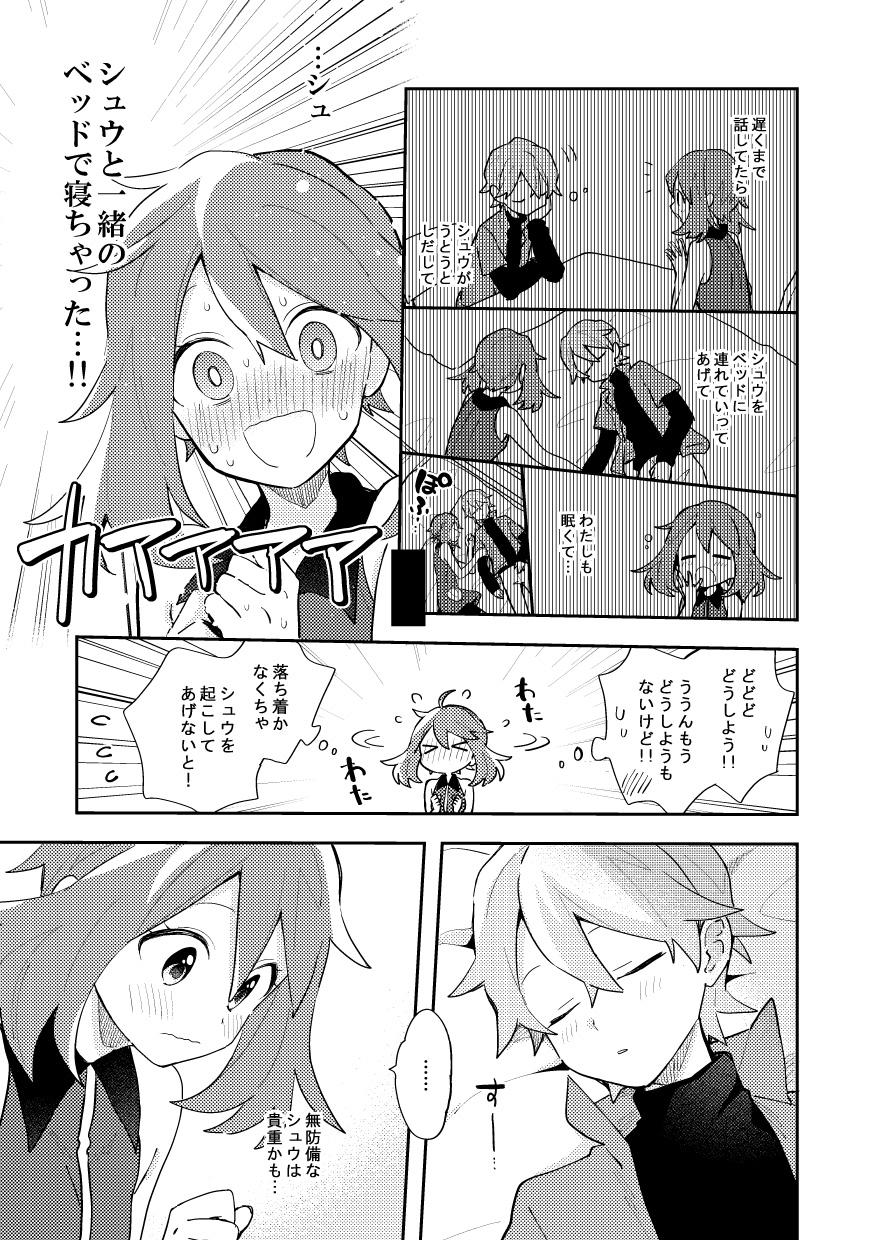 遅くまで
話してたら
シュウが
うとうと
しだして
シュウを
ベッドに
連れていって
あげて
わたしも
眠くて…
ぽ〜…
…シュ
シュウと一緒の
ベッドで寝ちゃった…!!
カアアアアア
どどど
どうしよう!!
ううんもう
どうしようも
ないけど!!
わた
わた
落ち着か
なくちゃ
シュウを
起こして
あげないと!
すー…
……
無防備な
シュウは
貴重かも…